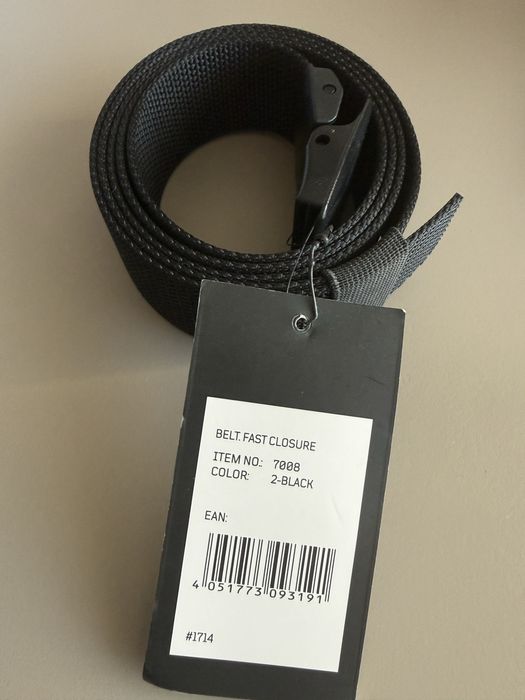 BELT. FAST CLOSURE
ITEM NO.: 7008
COLOR: 2-BLACK
EAN:
4 051773 093191
#1714